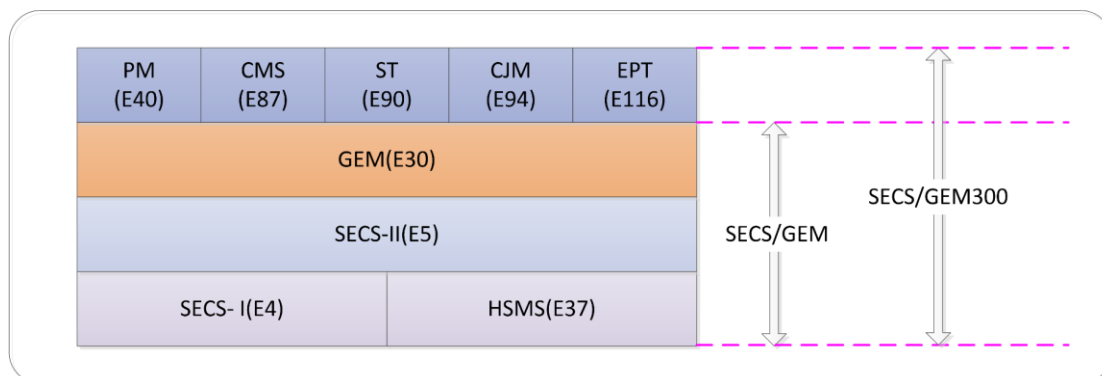 PM
(E40)
CMS
(E87)
ST
(E90)
CJM
(E94)
EPT
(E116)
GEM(E30)
SECS/GEM300
SECS/GEM
SECS-II(E5)
SECS- I(E4)
HSMS(E37)